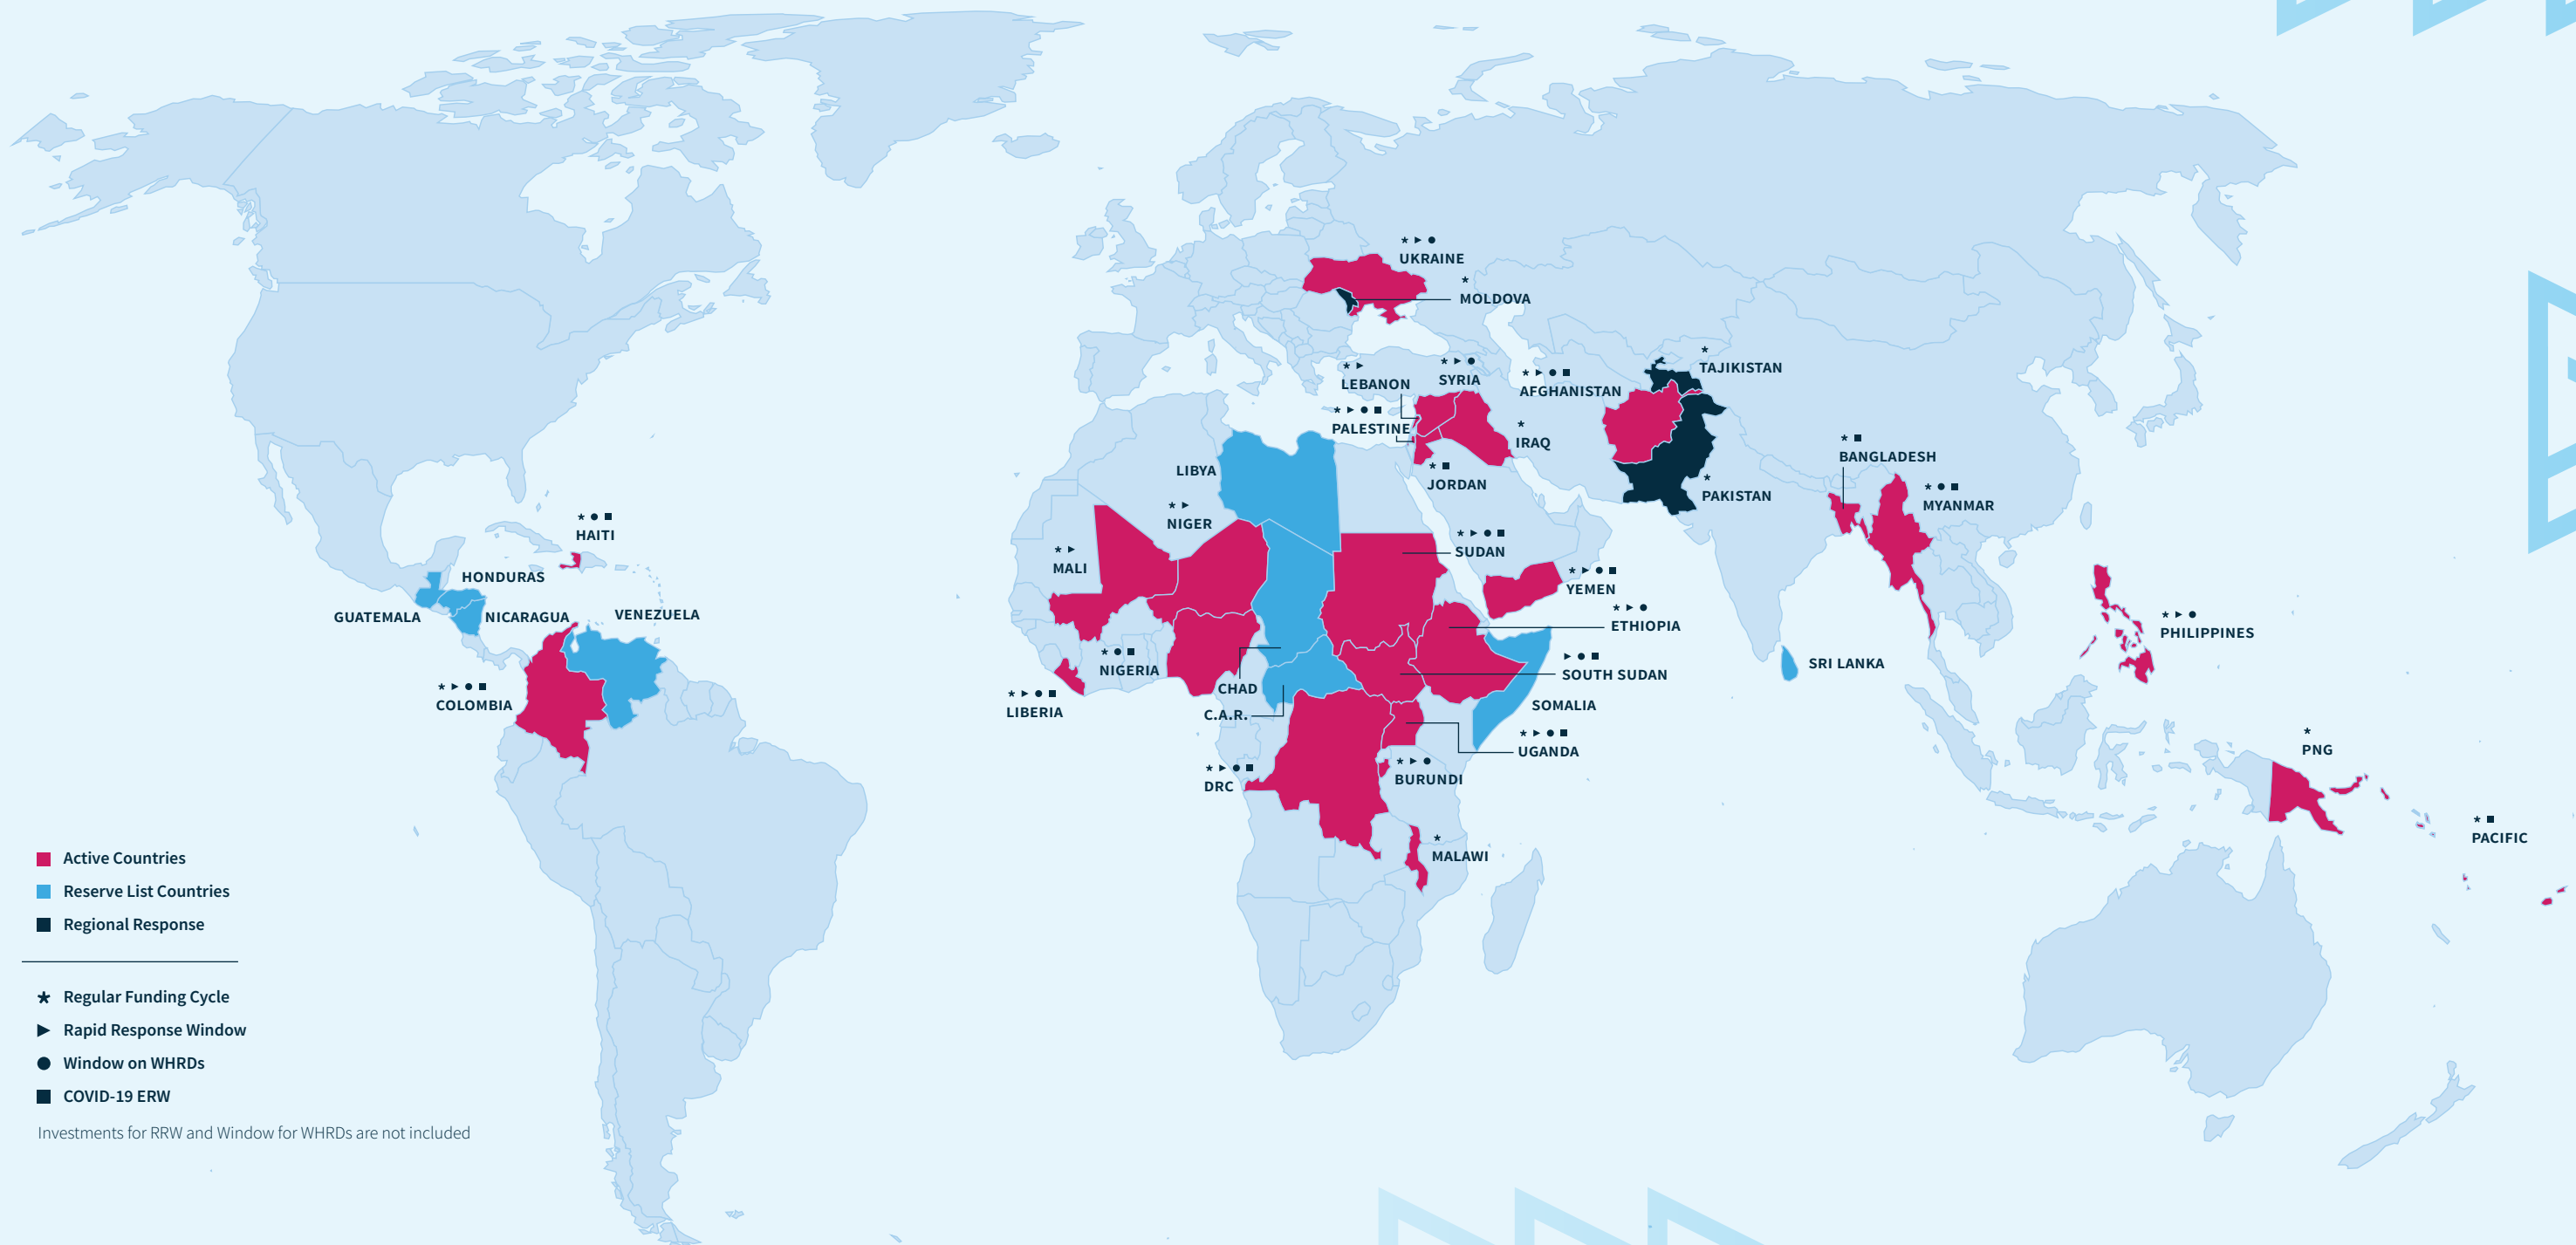 UKRAINE
MOLDOVA
TAJIKISTAN
LEBANON
SYRIA
AFGHANISTAN
PALESTINE
IRAQ
BANGLADESH
LIBYA
JORDAN
PAKISTAN
MYANMAR
NIGER
HAITI
SUDAN
MALI
HONDURAS
YEMEN
GUATEMALA
NICARAGUA
VENEZUELA
ETHIOPIA
PHILIPPINES
NIGERIA
SRI LANKA
SOUTH SUDAN
CHAD
COLOMBIA
LIBERIA
C.A.R.
SOMALIA
UGANDA
PNG
DRC
BURUNDI
PACIFIC
MALAWI
Active Countries
Reserve List Countries
Regional Response
Regular Funding Cycle
Rapid Response Window
Window on WHRDs
COVID-19 ERW
Investments for RRW and Window for WHRDs are not included